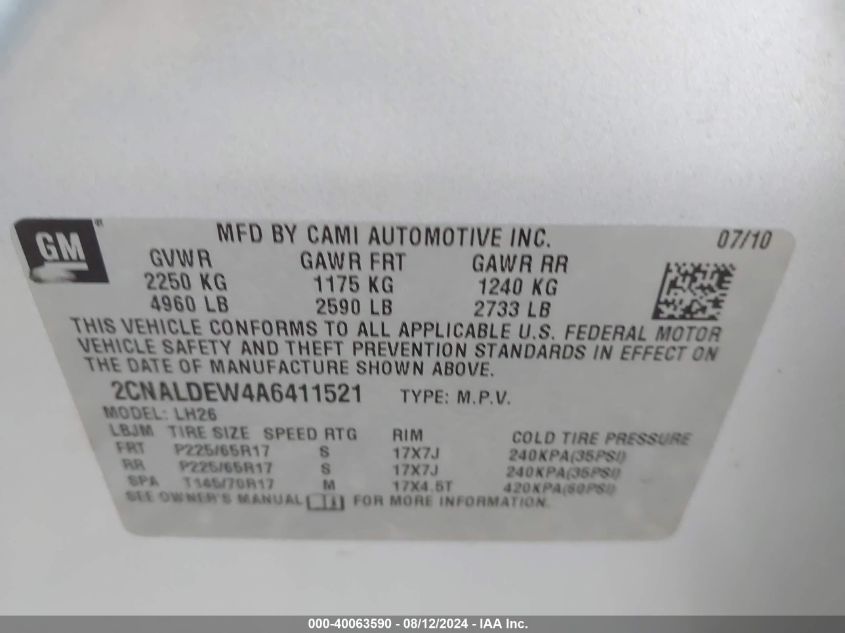 GM
MFD BY CAMI AUTOMOTIVE INC. 07/10
GVWR GAWR FRT GAWR RR
2250 KG 1175 KG 1240 KG
4960 LB 2590 LB 2733 LB
THIS VEHICLE CONFORMS TO ALL APPLICABLE U.S. FEDERAL MOTOR
VEHICLE SAFETY AND THEFT PREVENTION STANDARDS IN EFFECT ON
THE DATE OF MANUFACTURE SHOWN ABOVE.
2CNALDEW4A6411521 TYPE: M.P.V.
MODEL: LH26
LBJM TIRE SIZE SPEED RTG RIM COLD TIRE PRESSURE
FRT P225/65R17 S 17X7J 240KPA(35PSI)
RR P225/65R17 S 17X7J 240KPA(35PSI)
SPA T145/70R17 M 17X4.5T 420KPA(60PSI)
SEE OWNER'S MANUAL FOR MORE INFORMATION.
000-40063590 - 08/12/2024 - IAA Inc.